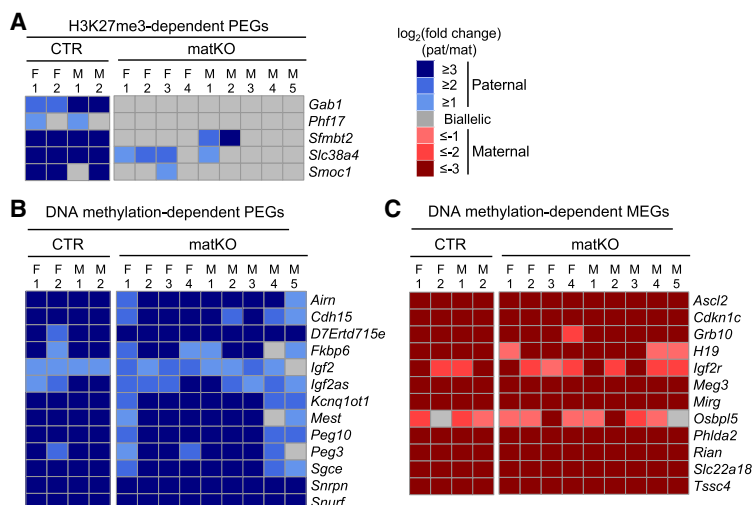 A
H3K27me3-dependent PEGs
CTR matKO
F F M M F F F F M M M M M
1 2 1 2 1 2 3 4 1 2 3 4 5
Gab1
Phf17
Sfmbt2
Slc38a4
Smoc1
log2(fold change)
(pat/mat)
≥3
≥2
≥1
Paternal
Biallelic
≤-1
≤-2
≤-3
Maternal
B
DNA methylation-dependent PEGs
CTR matKO
F F M M F F F F M M M M M
1 2 1 2 1 2 3 4 1 2 3 4 5
Airn
Cdh15
D7Ertd715e
Fkbp6
Igf2
Igf2as
Kcnq1ot1
Mest
Peg10
Peg3
Sgce
Snrpn
Snurf
C
DNA methylation-dependent MEGs
CTR matKO
F F M M F F F F M M M M M
1 2 1 2 1 2 3 4 1 2 3 4 5
Ascl2
Cdkn1c
Grb10
H19
Igf2r
Meg3
Mirg
Osbpl5
Phlda2
Rian
Slc22a18
Tssc4